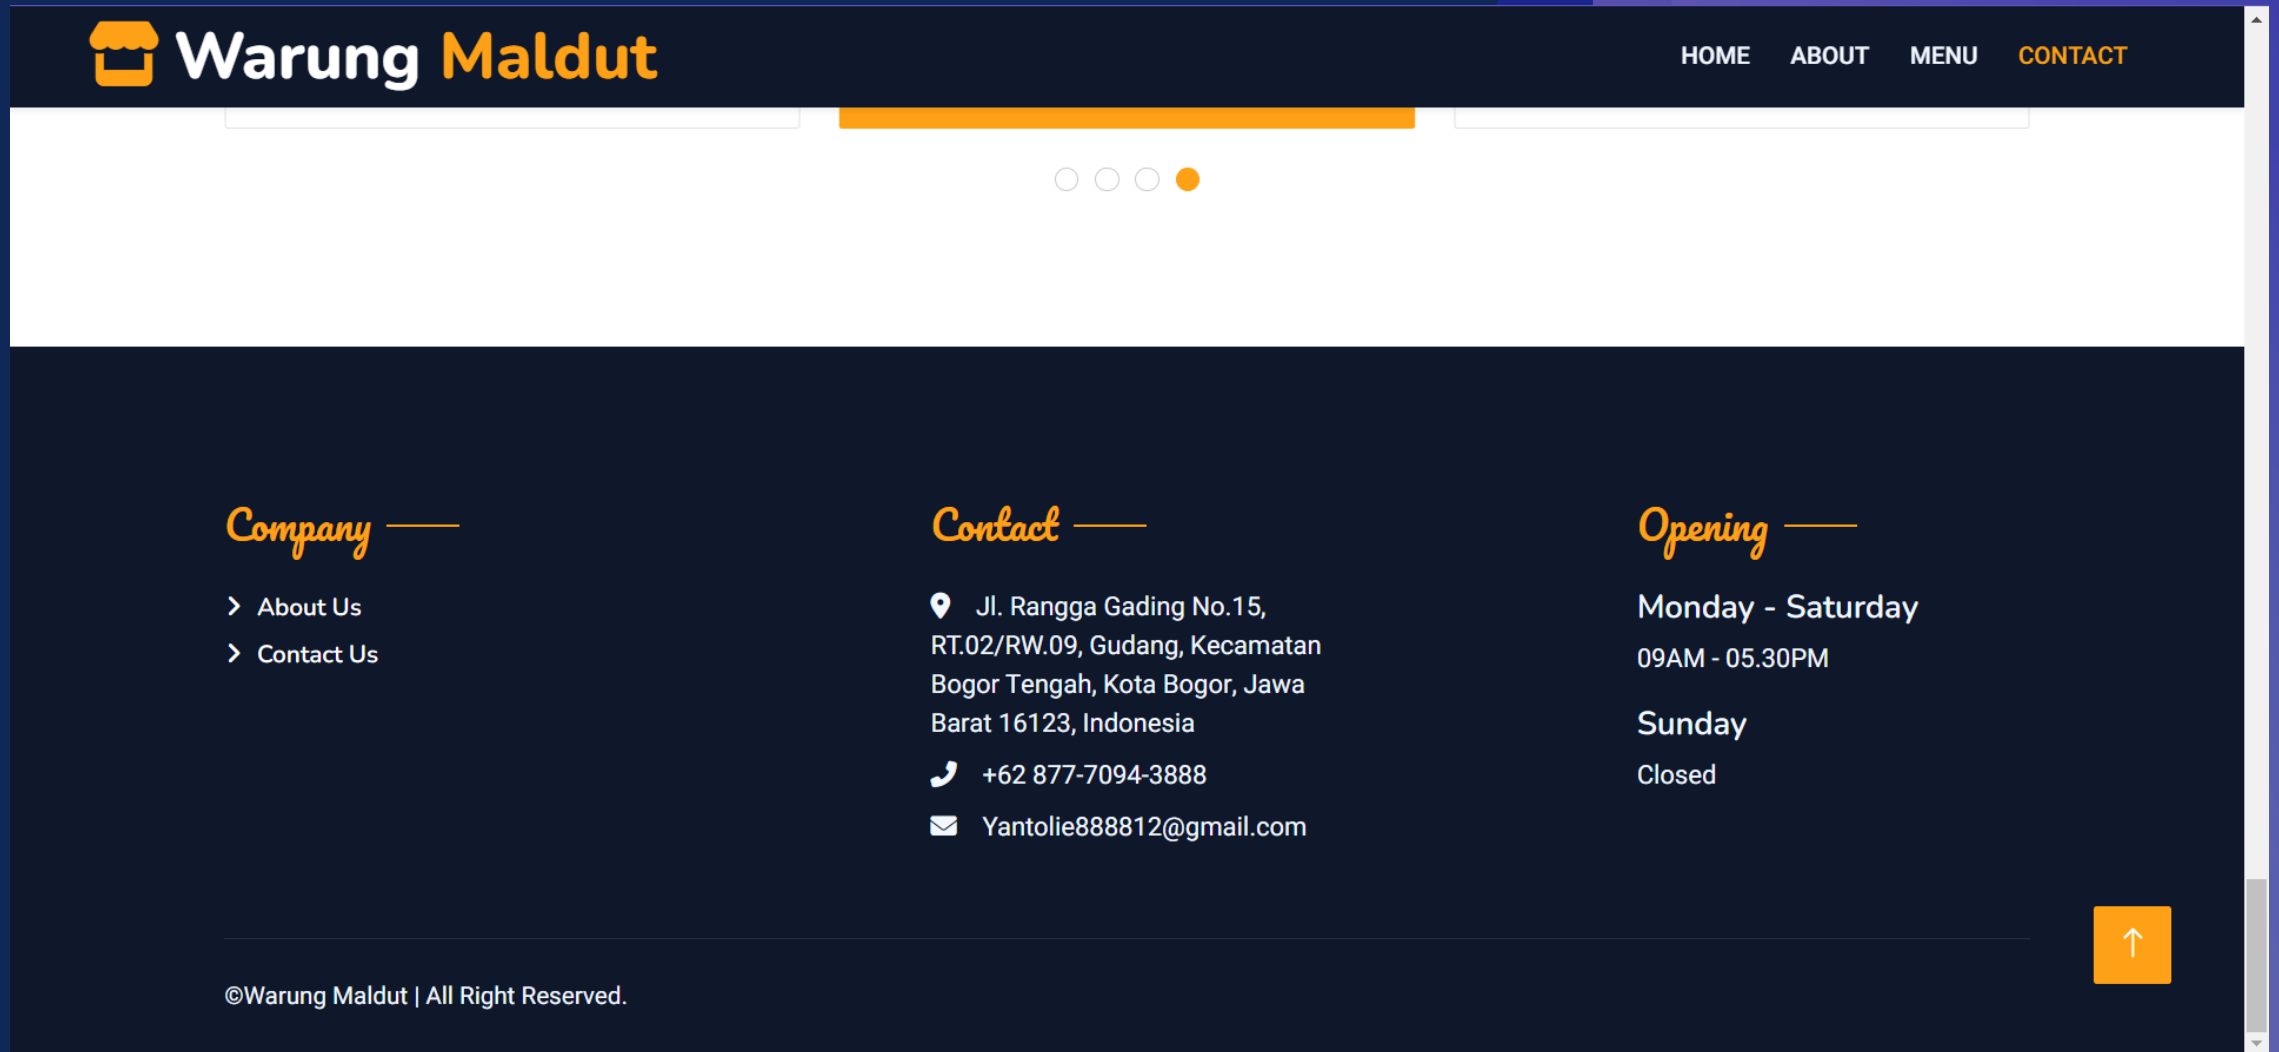 Warung Maldut
HOME ABOUT MENU CONTACT
Company
About Us
Contact Us
Contact
Jl. Rangga Gading No.15,
RT.02/RW.09, Gudang, Kecamatan
Bogor Tengah, Kota Bogor, Jawa
Barat 16123, Indonesia
+62 877-7094-3888
Yantolie888812@gmail.com
Opening
Monday - Saturday
09AM - 05.30PM
Sunday
Closed
©Warung Maldut | All Right Reserved.